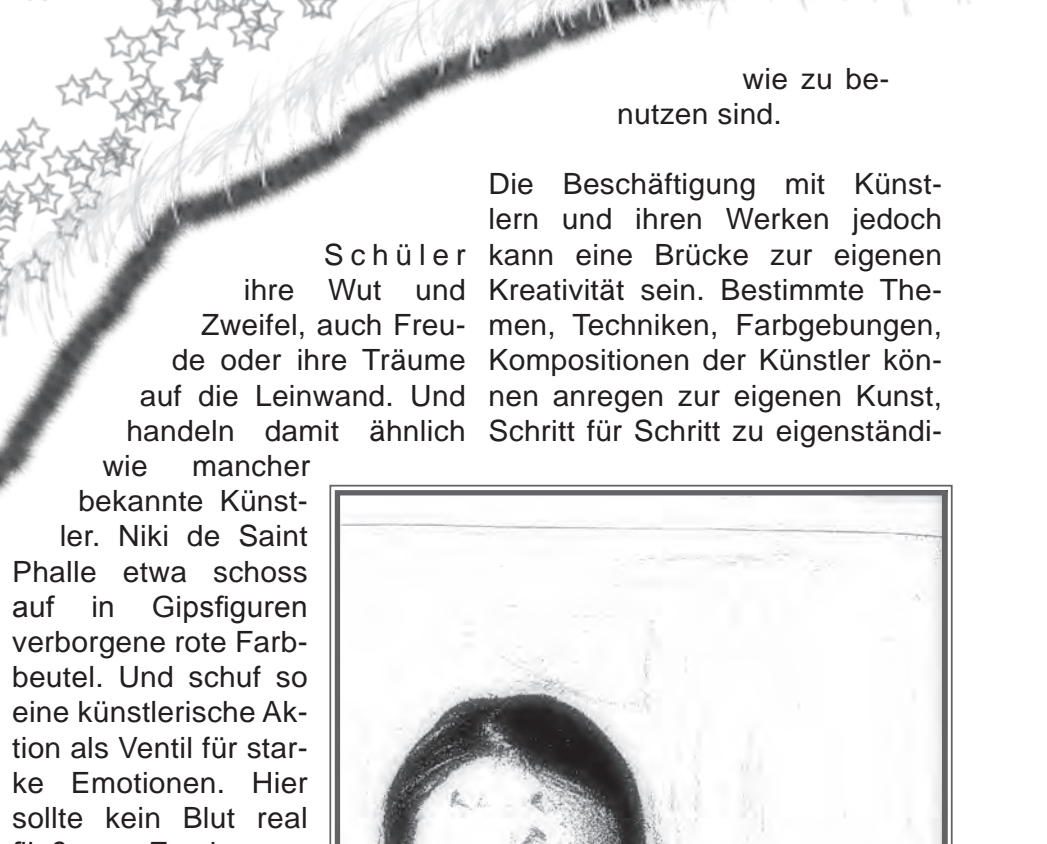 Schüler
ihre Wut und
Zweifel, auch Freu-
de oder ihre Träume
auf die Leinwand. Und
handeln damit ähnlich
wie mancher
bekannte Künst-
ler. Niki de Saint
Phalle etwa schoss
auf in Gipsfiguren
verborgene rote Farb-
beutel. Und schuf so
eine künstlerische Ak-
tion als Ventil für star-
ke Emotionen. Hier
sollte kein Blut real
wie zu be-
nutzen sind.
Die Beschäftigung mit Künst-
lern und ihren Werken jedoch
kann eine Brücke zur eigenen
Kreativität sein. Bestimmte The-
men, Techniken, Farbgebungen,
Kompositionen der Künstler kön-
nen anregen zur eigenen Kunst,
Schritt für Schritt zu eigenständi-